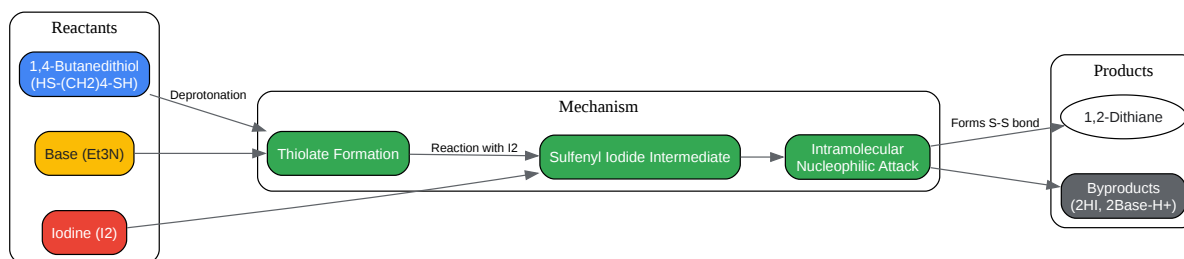 Reactants
1,4-Butanedithiol
(HS-(CH2)4-SH)
Deprotonation
Base (Et3N)
Iodine (I2)
Mechanism
Thiolate Formation
Reaction with I2
Sulfenyl Iodide Intermediate
Intramolecular
Nucleophilic Attack
Forms S-S bond
Products
1,2-Dithiane
Byproducts
(2HI, 2Base-H+)